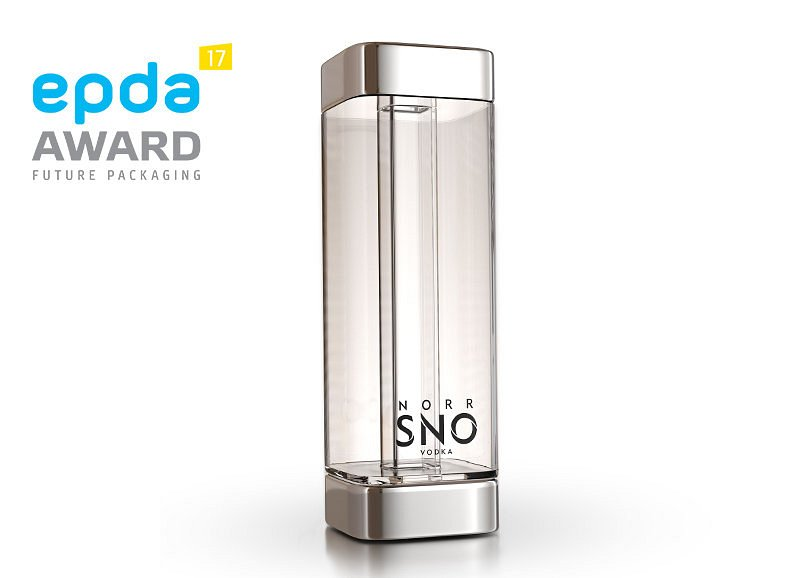 17
epda
AWARD
FUTURE PACKAGING
NORR
SNO
VODKA